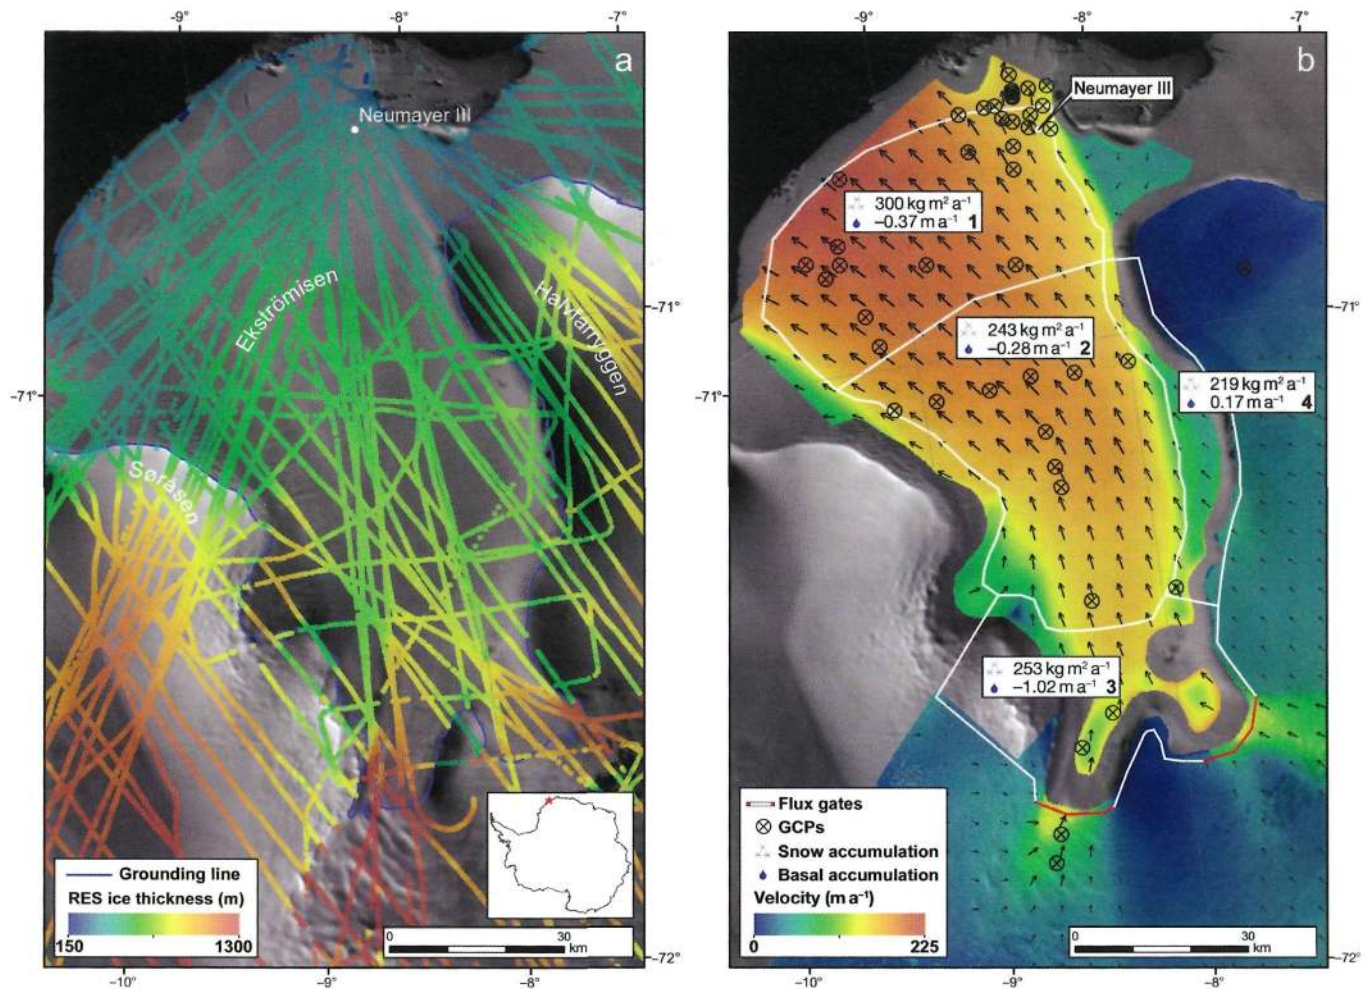 -9°
-8°
-7°
a
Neumayer III
Ekströmisen
Halvfarryggen
Søråsen
-71°
-71°
Grounding line
RES ice thickness (m)
150
1300
0
30
km
-10°
-9°
-8°
-72°
-9°
-8°
-7°
b
Neumayer III
300 kg m² a⁻¹
−0.37 m a⁻¹ 1
243 kg m² a⁻¹
−0.28 m a⁻¹ 2
219 kg m² a⁻¹
0.17 m a⁻¹ 4
253 kg m² a⁻¹
−1.02 m a⁻¹ 3
-71°
-71°
Flux gates
GCPs
Snow accumulation
Basal accumulation
Velocity (m a⁻¹)
0
225
0
30
km
-10°
-9°
-8°
-72°